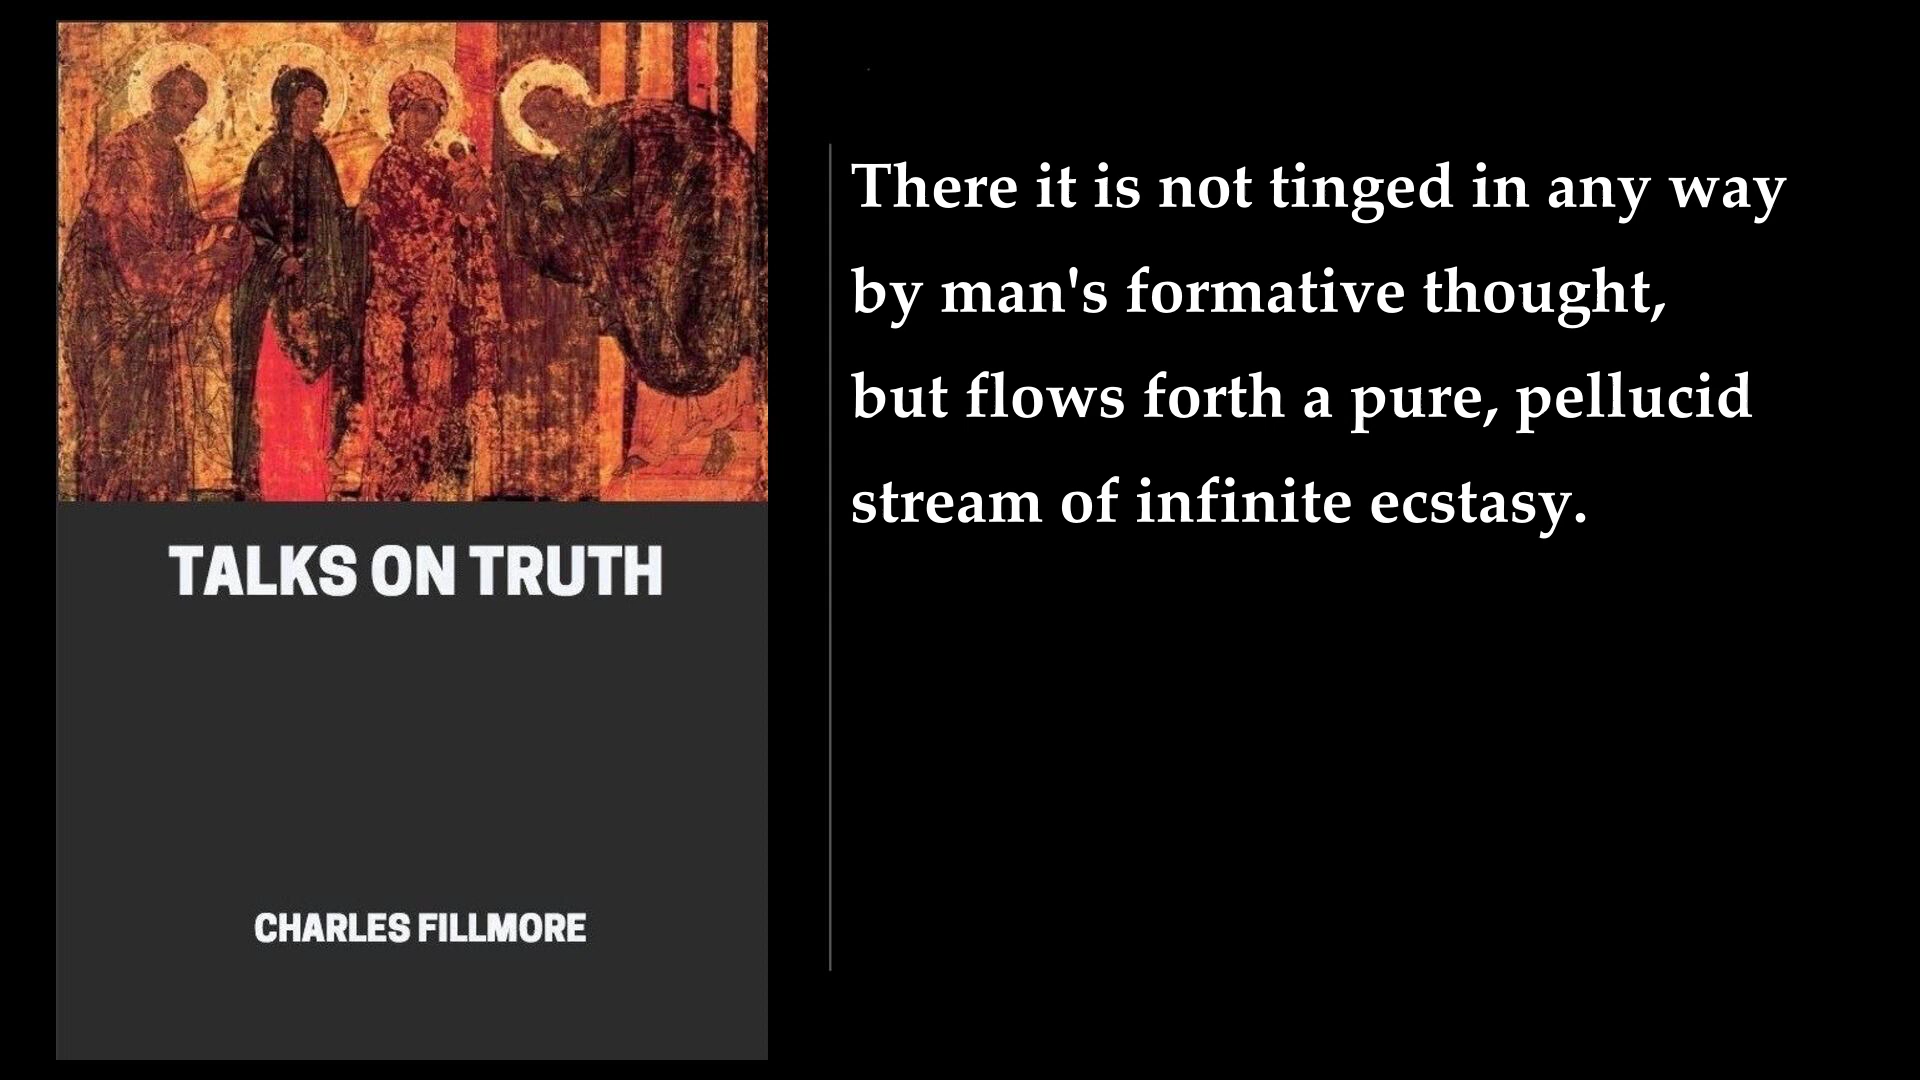 TALKS ON TRUTH
CHARLES FILLMORE
There it is not tinged in any way
by man's formative thought,
but flows forth a pure, pellucid
stream of infinite ecstasy.